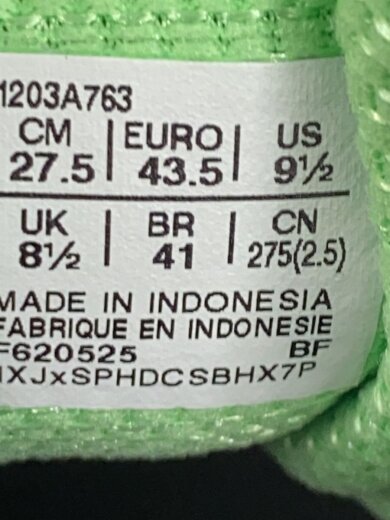 1203A763
CM | EURO | US
27.5 | 43.5 | 9½
UK | BR | CN
8½ | 41 | 275(2.5)
MADE IN INDONESIA
FABRIQUE EN INDONESIE
F620525 BF
1XJxSPHDCSBHX7P